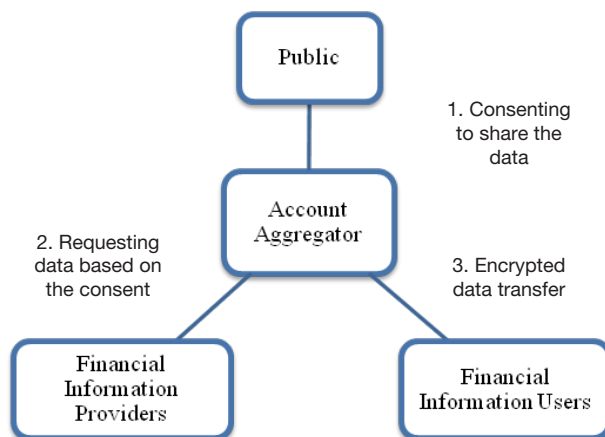 Public
1. Consenting
to share the
data
Account
Aggregator
2. Requesting
data based on
the consent
3. Encrypted
data transfer
Financial
Information
Providers
Financial
Information Users